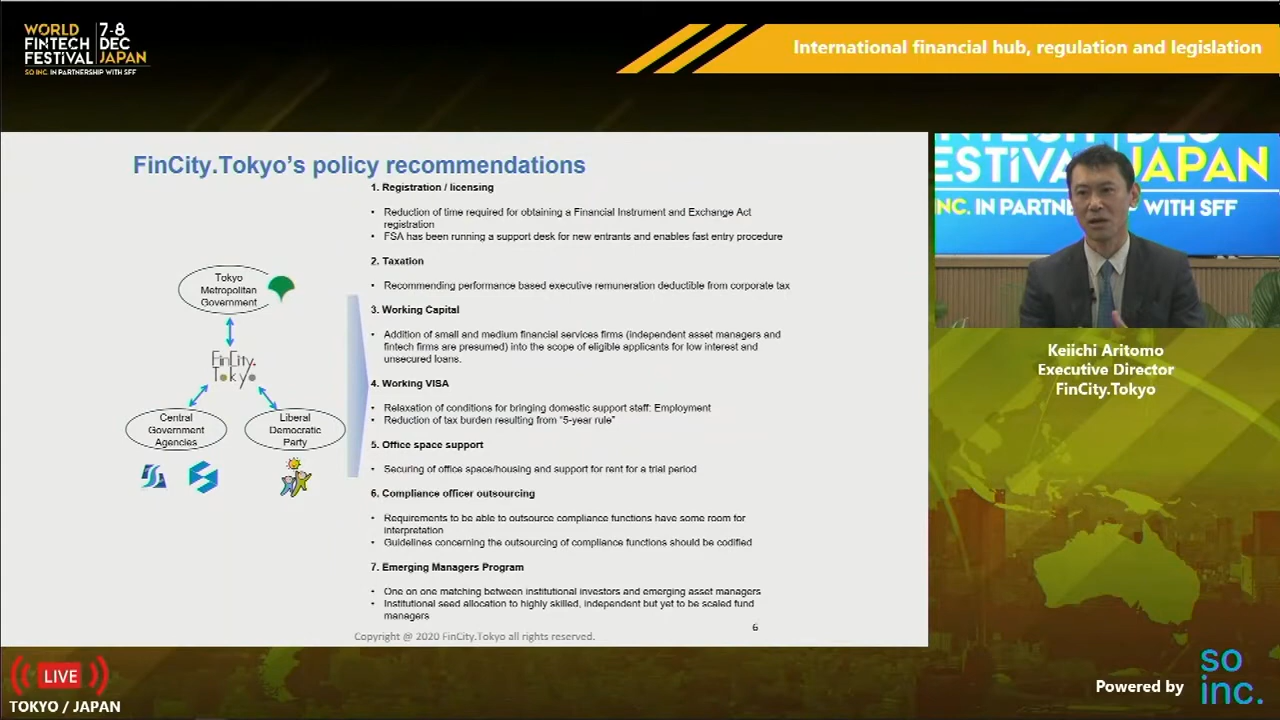 WORLD
FINTECH
FESTIVAL
7-8
DEC
JAPAN
SO INC. IN PARTNERSHIP WITH SFF
International financial hub, regulation and legislation
FinCity.Tokyo's policy recommendations
1. Registration / licensing
• Reduction of time required for obtaining a Financial Instrument and Exchange Act
registration
• FSA has been running a support desk for new entrants and enables fast entry procedure
2. Taxation
• Recommending performance based executive remuneration deductible from corporate tax
3. Working Capital
• Addition of small and medium financial services firms (independent asset managers and
fintech firms are presumed) into the scope of eligible applicants for low interest and
unsecured loans.
4. Working VISA
• Relaxation of conditions for bringing domestic support staff: Employment
• Reduction of tax burden resulting from "5-year rule"
5. Office space support
• Securing of office space/housing and support for rent for a trial period
6. Compliance officer outsourcing
• Requirements to be able to outsource compliance functions have some room for
interpretation
• Guidelines concerning the outsourcing of compliance functions should be codified
7. Emerging Managers Program
• One on one matching between institutional investors and emerging asset managers
• Institutional seed allocation to highly skilled, independent but yet to be scaled fund
managers
Tokyo
Metropolitan
Government
FinCity.
Tokyo
Central
Government
Agencies
Liberal
Democratic
Party
Copyright @ 2020 FinCity.Tokyo all rights reserved.
6
DEC
JAPAN
INC. IN PARTN
WITH SFF
Keiichi Aritomo
Executive Director
FinCity.Tokyo
LIVE
TOKYO / JAPAN
Powered by
so
inc.